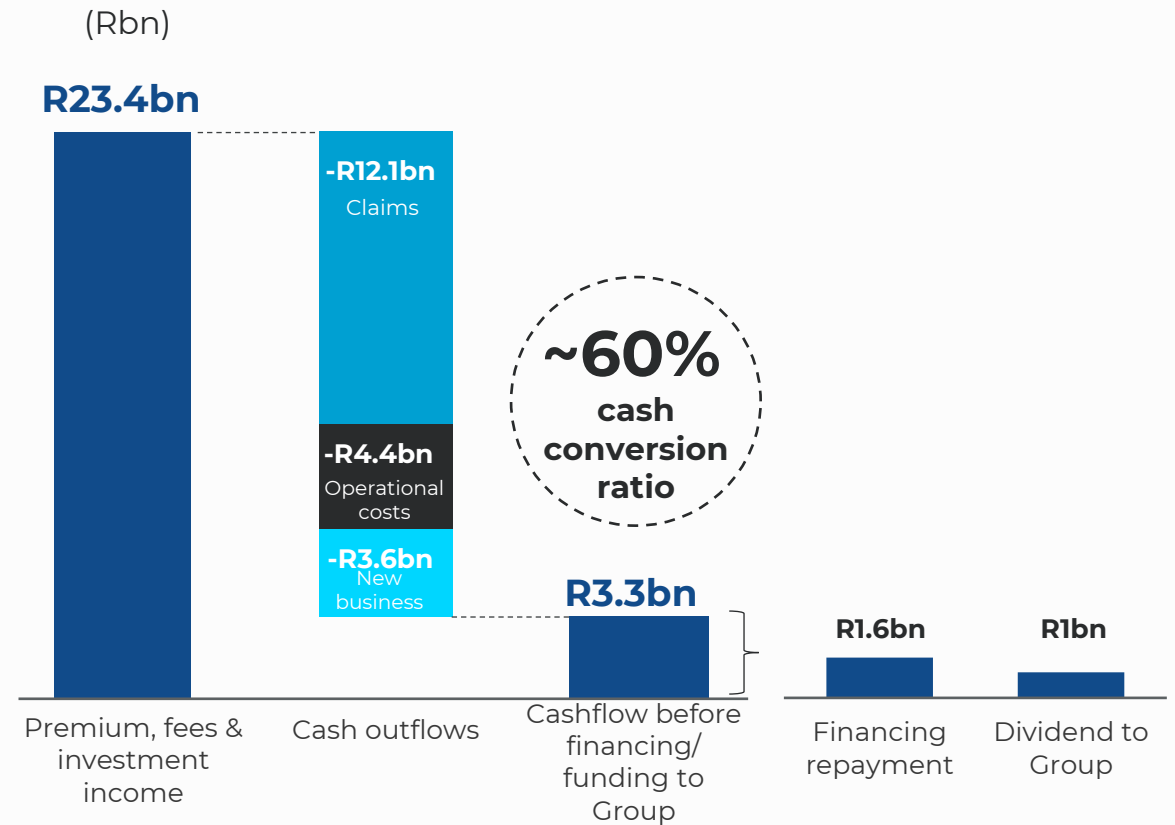 (Rbn)
R23.4bn
-R12.1bn
Claims
-R4.4bn
Operational
costs
-R3.6bn
New
business
~60%
cash
conversion
ratio
R3.3bn
R1.6bn
R1bn
Premium, fees &
investment
income
Cash outflows
Cashflow before
financing/
funding to
Group
Financing
repayment
Dividend to
Group